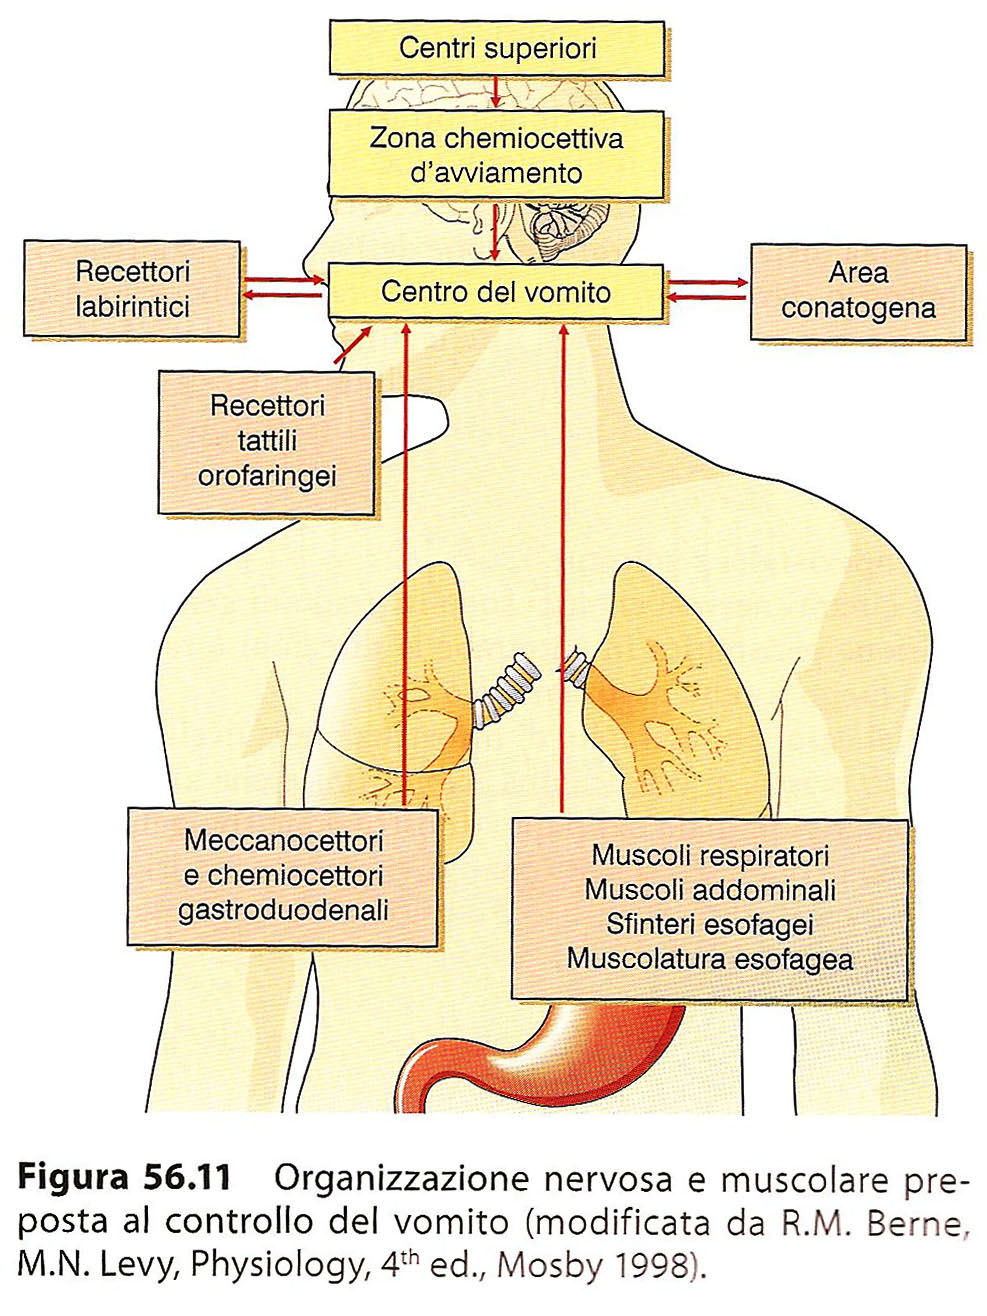 Centri superiori
Zona chemiocettiva
d'avviamento
Recettori
labirintici
Centro del vomito
Area
conatogena
Recettori
tattili
orofaringei
Meccanocettori
e chemiocettori
gastroduodenali
Muscoli respiratori
Muscoli addominali
Sfinteri esofagei
Muscolatura esofagea
Figura 56.11 Organizzazione nervosa e muscolare pre-
posta al controllo del vomito (modificata da R.M. Berne,
M.N. Levy, Physiology, 4th ed., Mosby 1998).